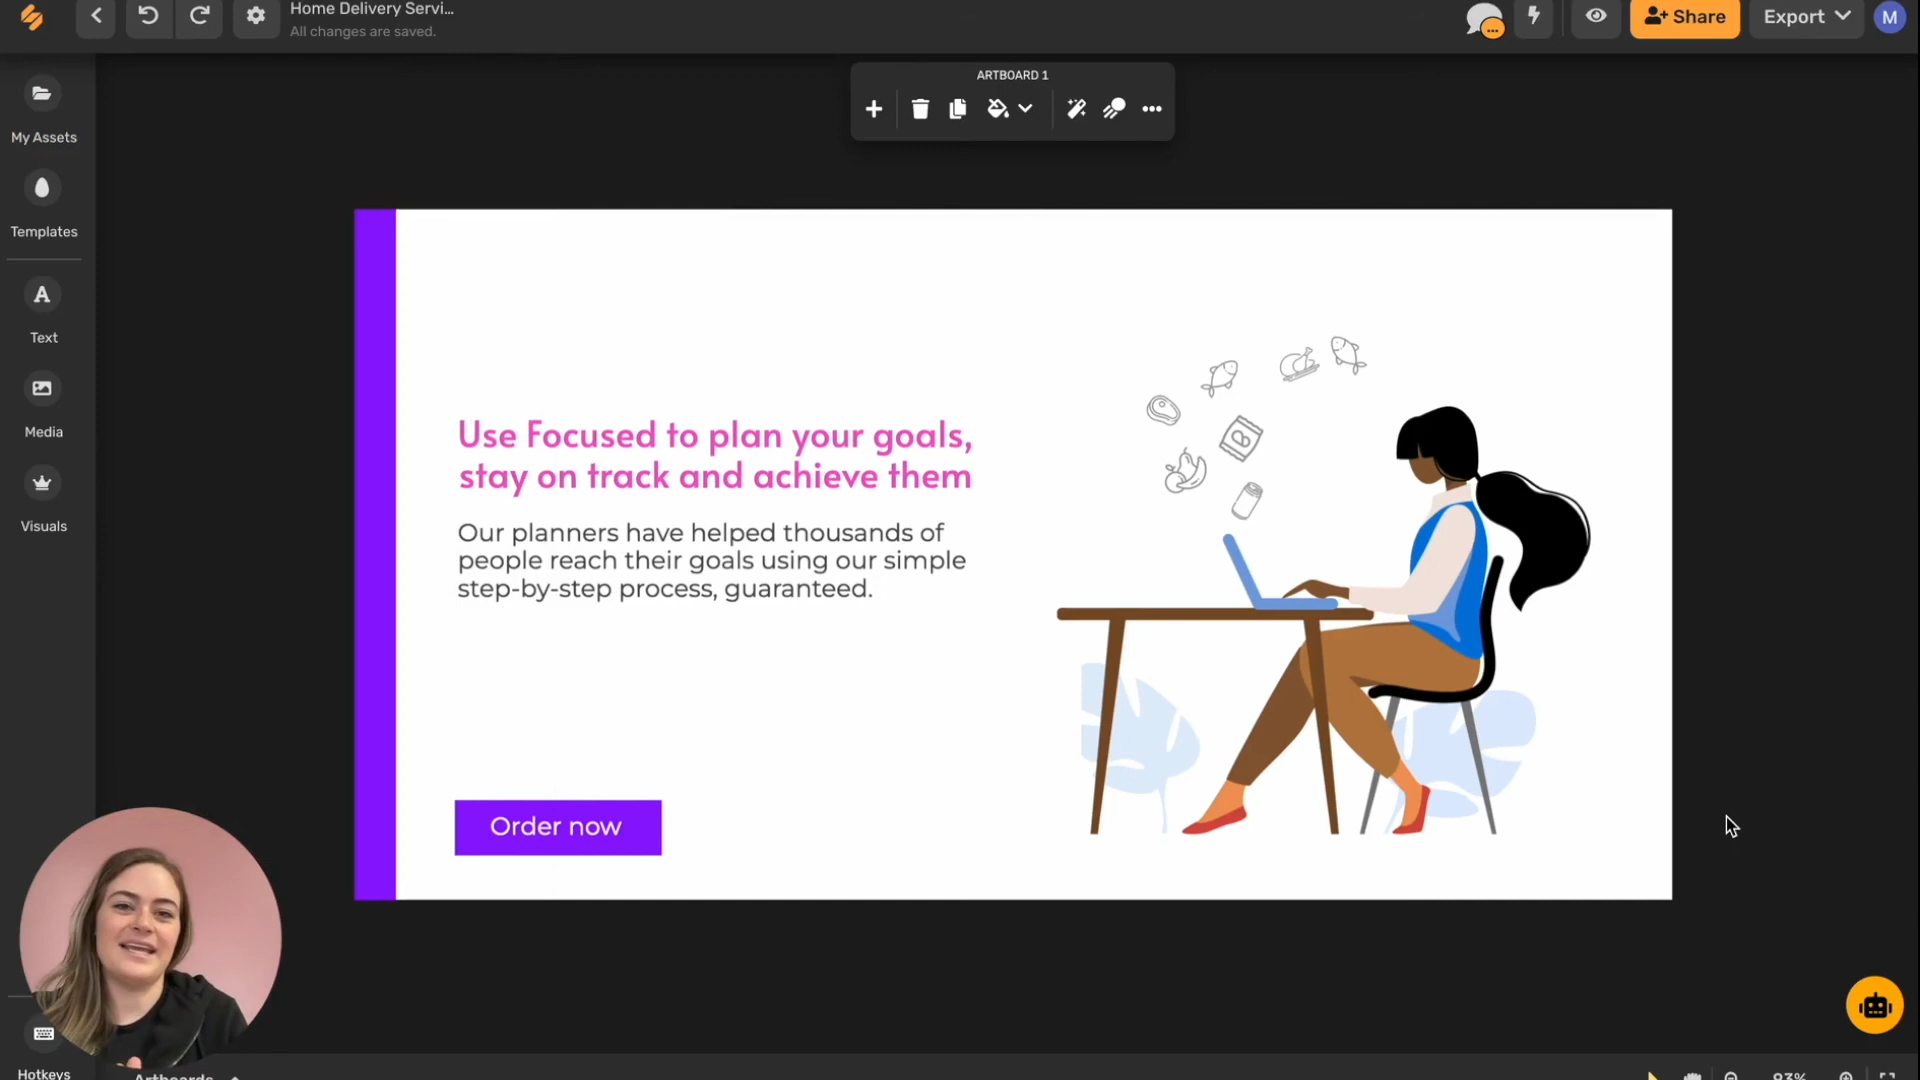 Home Delivery Servi...
All changes are saved.
Share
Export
M
ARTBOARD 1
My Assets
Templates
A
Text
Media
Visuals
Use Focused to plan your goals,
stay on track and achieve them
Our planners have helped thousands of
people reach their goals using our simple
step-by-step process, guaranteed.
Order now
Hotkeys
Artboards
93%